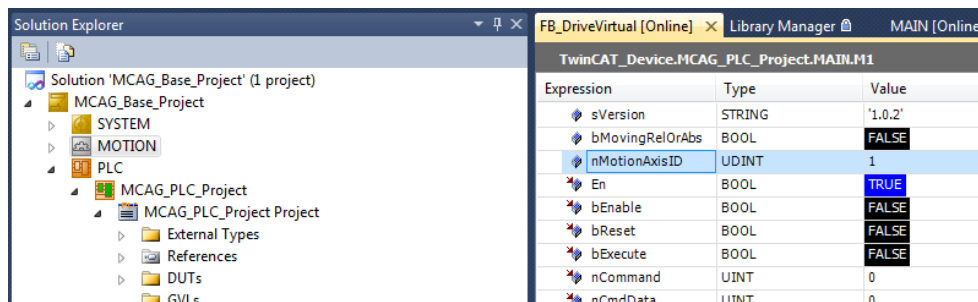 Solution Explorer
Solution 'MCAG_Base_Project' (1 project)
MCAG_Base_Project
SYSTEM
MOTION
PLC
MCAG_PLC_Project
MCAG_PLC_Project Project
External Types
References
DUTs
GVLs
FB_DriveVirtual [Online] Library Manager MAIN [Online
TwinCAT_Device.MCAG_PLC_Project.MAIN.M1
Expression Type Value
sVersion STRING '1.0.2'
bMovingRelOrAbs BOOL FALSE
nMotionAxisID UDINT 1
En BOOL TRUE
bEnable BOOL FALSE
bReset BOOL FALSE
bExecute BOOL FALSE
nCommand UINT 0
nCmdData UINT 0